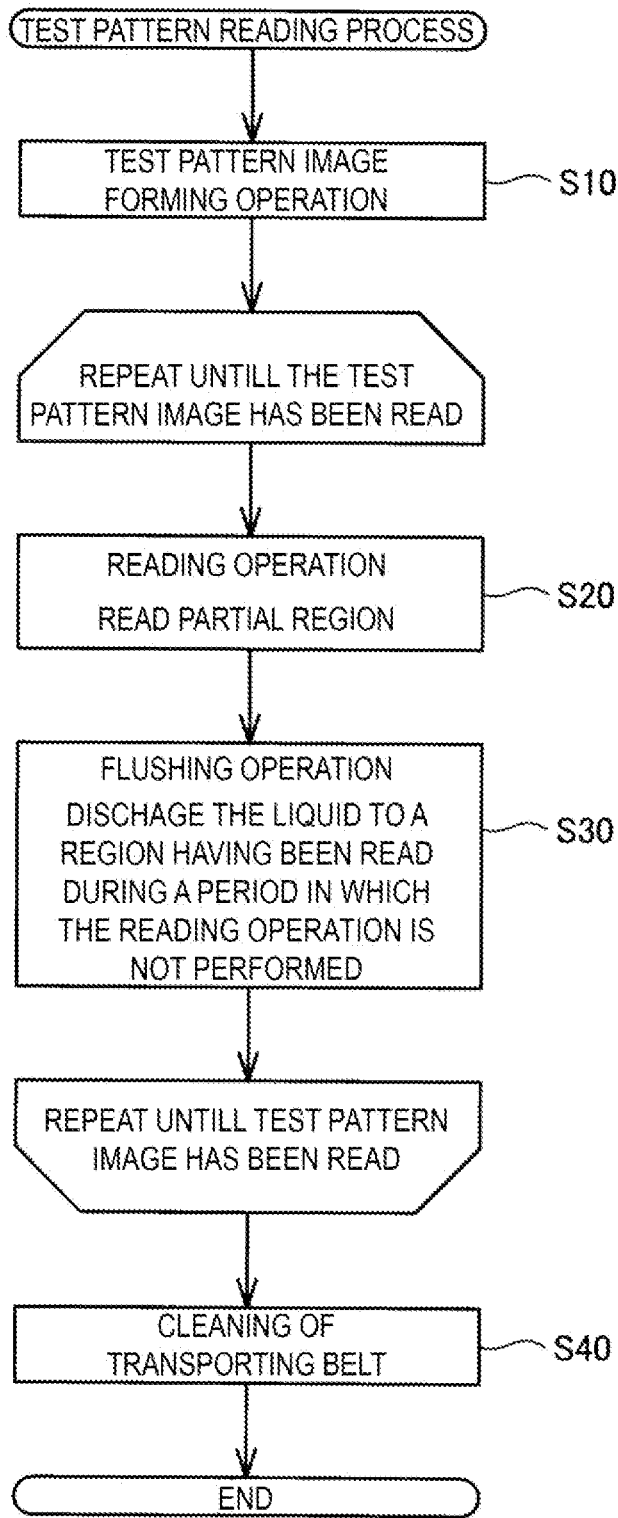 TEST PATTERN READING PROCESS
TEST PATTERN IMAGE
FORMING OPERATION
S10
REPEAT UNTILL THE TEST
PATTERN IMAGE HAS BEEN READ
READING OPERATION
READ PARTIAL REGION
S20
FLUSHING OPERATION
DISCHAGE THE LIQUID TO A
REGION HAVING BEEN READ
DURING A PERIOD IN WHICH
THE READING OPERATION IS
NOT PERFORMED
S30
REPEAT UNTILL TEST PATTERN
IMAGE HAS BEEN READ
CLEANING OF
TRANSPORTING BELT
S40
END